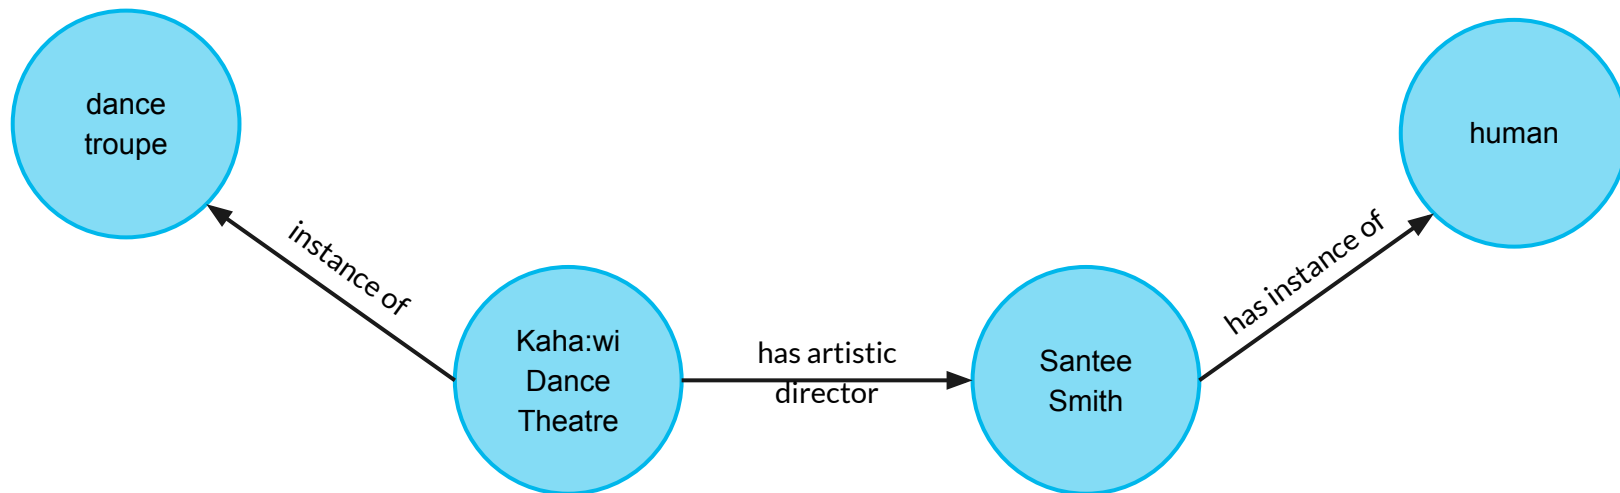 dance
troupe
human
instance of
has instance of
Kaha:wi
Dance
Theatre
has artistic
director
Santee
Smith